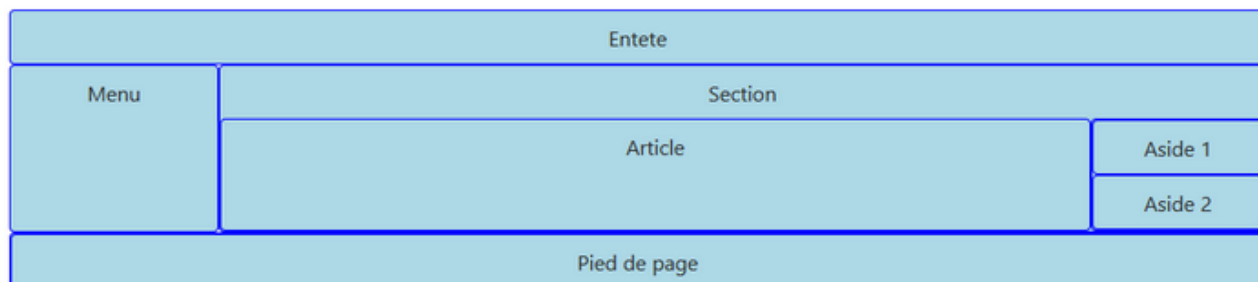 Entete
Menu
Section
Article
Aside 1
Aside 2
Pied de page